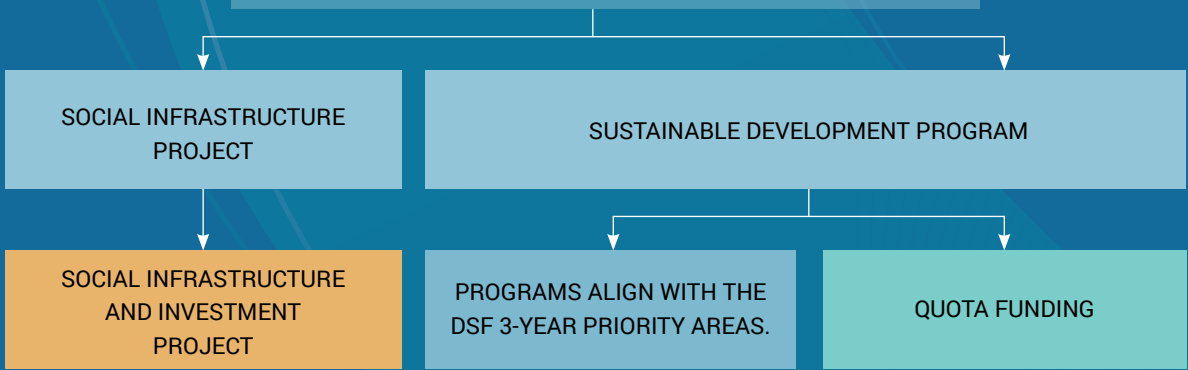 SOCIAL INFRASTRUCTURE
PROJECT
SUSTAINABLE DEVELOPMENT PROGRAM
SOCIAL INFRASTRUCTURE
AND INVESTMENT
PROJECT
PROGRAMS ALIGN WITH THE
DSF 3-YEAR PRIORITY AREAS.
QUOTA FUNDING